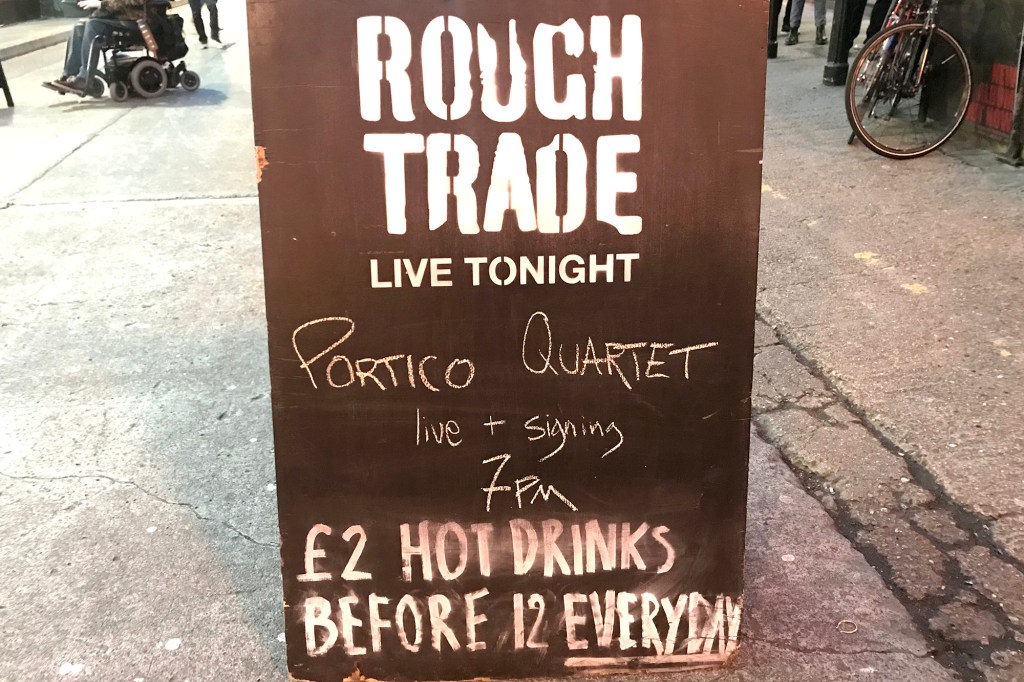 ROUGH
TRADE
LIVE TONIGHT
PORTICO QUARTET
live + signing
7PM
£2 HOT DRINKS
BEFORE 12 EVERYDAY